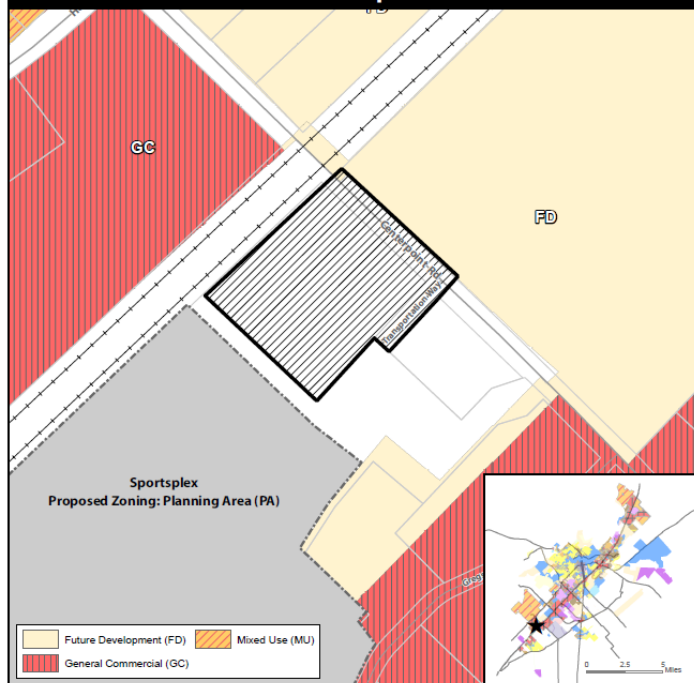 FD
GC
FD
Centerpoint Rd
Transportation Way
Sportsplex
Proposed Zoning: Planning Area (PA)
Future Development (FD)
Mixed Use (MU)
General Commercial (GC)
0 2.5 5
Miles